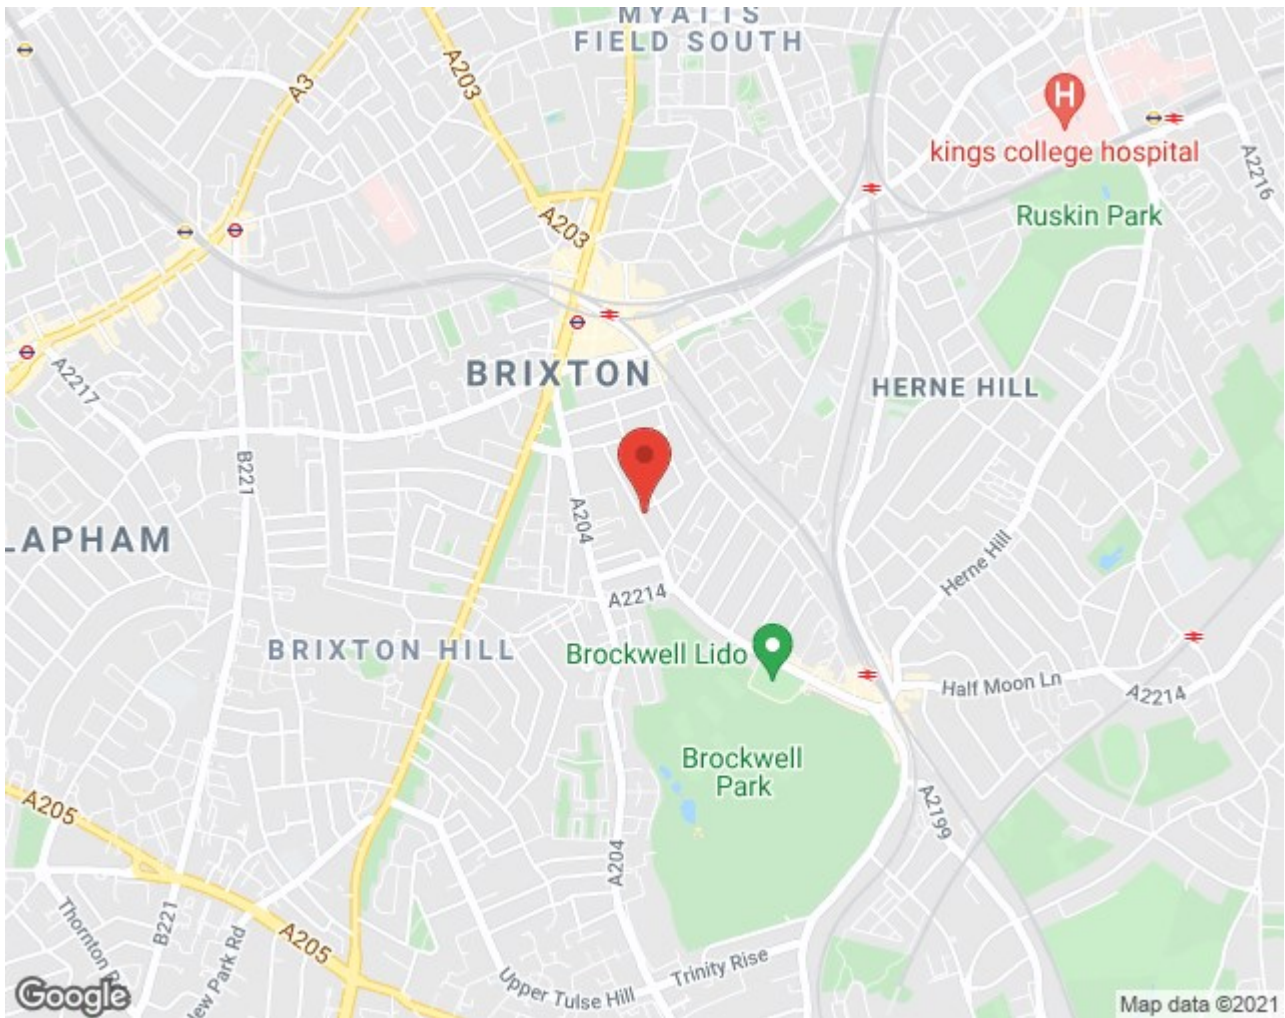 MYATTS
FIELD SOUTH
A203
A3
H
kings college hospital
A2216
Ruskin Park
A203
BRIXTON
A2217
HERNE HILL
B221
A204
LAPHAM
Herne Hill
A2214
BRIXTON HILL
Brockwell Lido
Half Moon Ln
A2214
Brockwell
Park
A205
A2199
A204
Thornton R
B221
New Park Rd
A205
Upper Tulse Hill
Trinity Rise
Google
Map data ©2021